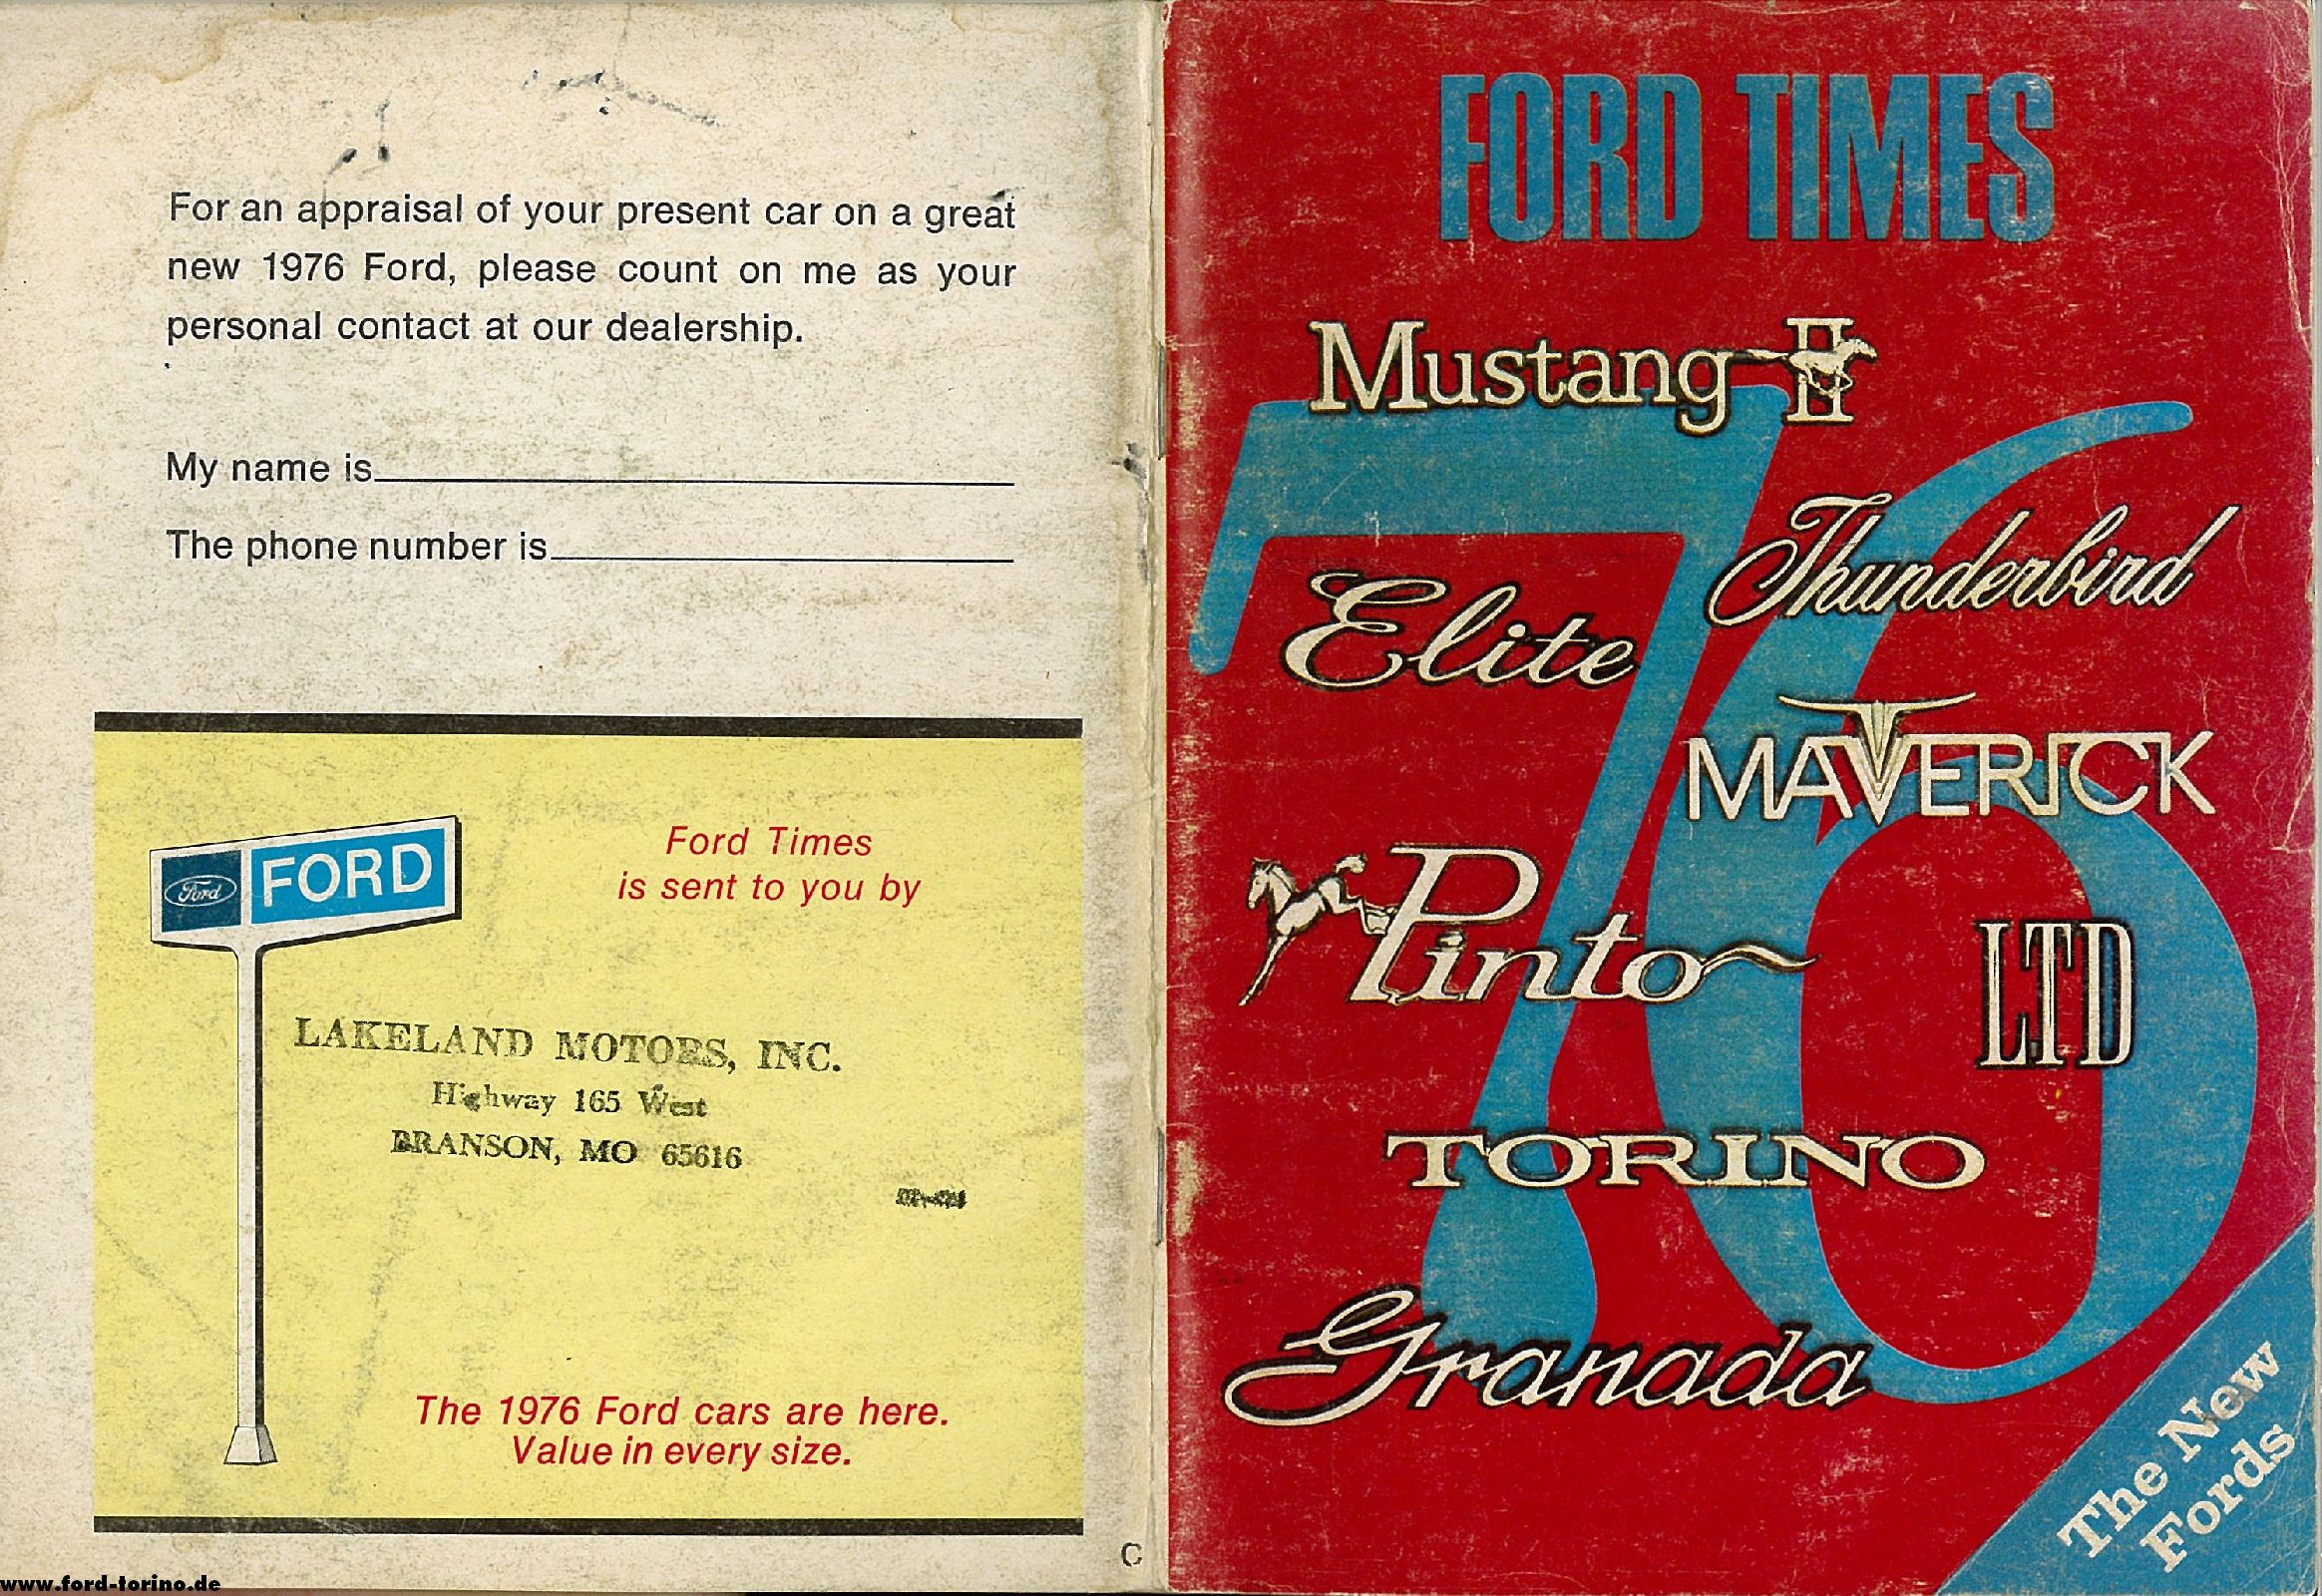 For an appraisal of your present car on a great
new 1976 Ford, please count on me as your
personal contact at our dealership.
My name is
The phone number is
Ford FORD
Ford Times
is sent to you by
LAKELAND MOTORS, INC.
Highway 165 West
BRANSON, MO 65616
The 1976 Ford cars are here.
Value in every size.
C
www.ford-torino.de
FORD TIMES
76
Mustang II
Thunderbird
Elite
MAVERICK
Pinto
LTD
TORINO
Granada
The New
Fords